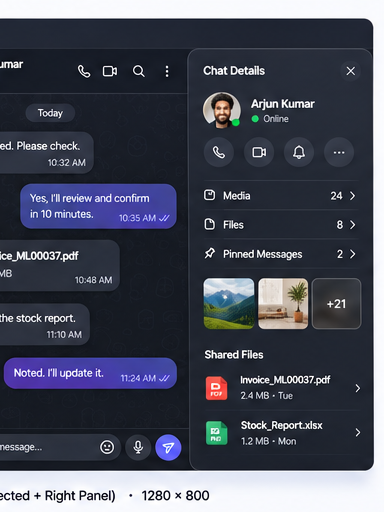 umar
Today
ed. Please check.
10:32 AM
Yes, I'll review and confirm
in 10 minutes. 10:35 AM
ice_ML00037.pdf
MB 10:48 AM
the stock report.
11:10 AM
Noted. I'll update it. 11:24 AM
message...
Chat Details
Arjun Kumar
Online
Media 24
Files 8
Pinned Messages 2
+21
Shared Files
PDF Invoice_ML00037.pdf
2.4 MB • Tue
Stock_Report.xlsx
1.2 MB • Mon
ected + Right Panel) • 1280 × 800